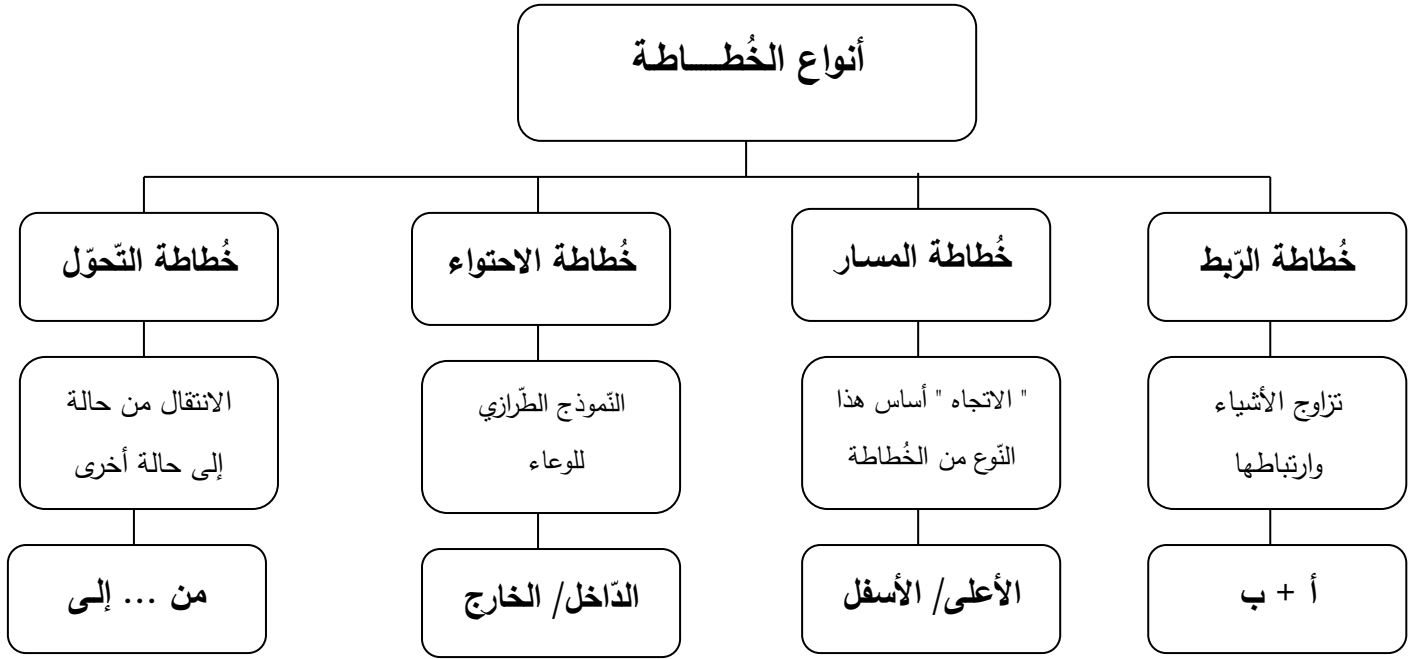 أنواع الخُطـــاطة
خُطاطة الرّبط
خُطاطة المسار
خُطاطة الاحتواء
خُطاطة التّحوّل
تزاوج الأشياء
وارتباطها
" الاتجاه " أساس هذا
النّوع من الخُطاطة
النّموذج الطّرازي
للوعاء
الانتقال من حالة
إلى حالة أخرى
أ + ب
الأعلى/ الأسفل
الدّاخل/ الخارج
من ... إلى